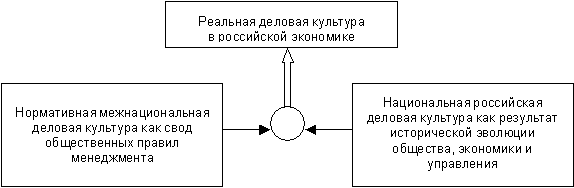 Реальная деловая культура
в российской экономике
Нормативная межнациональная
деловая культура как свод
общественных правил
менеджмента
Национальная российская
деловая культура как результат
исторической эволюции
общества, экономики и
управления